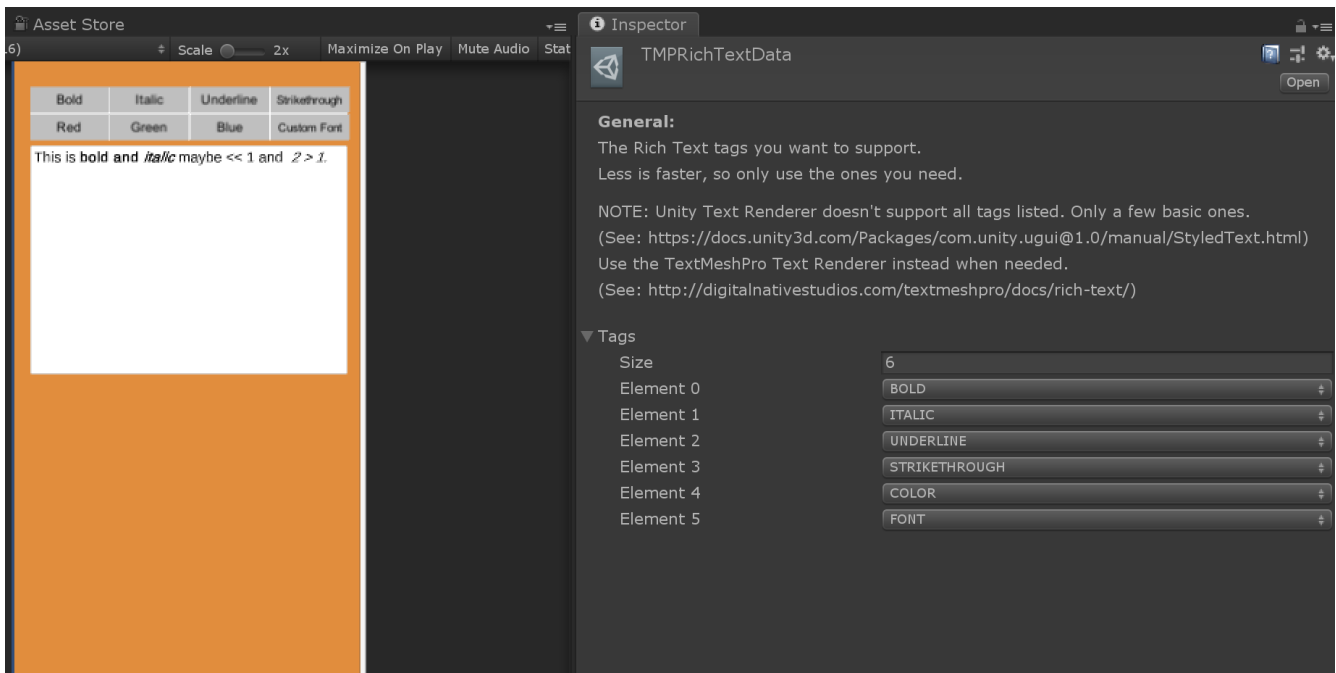 Asset Store
.6) Scale 2x Maximize On Play Mute Audio Stat
Bold Italic Underline Strikethrough
Red Green Blue Custom Font
This is bold and italic maybe << 1 and 2 > 1.
Inspector
TMPRichTextData
Open
General:
The Rich Text tags you want to support.
Less is faster, so only use the ones you need.
NOTE: Unity Text Renderer doesn't support all tags listed. Only a few basic ones.
(See: https://docs.unity3d.com/Packages/com.unity.ugui@1.0/manual/StyledText.html)
Use the TextMeshPro Text Renderer instead when needed.
(See: http://digitalnativestudios.com/textmeshpro/docs/rich-text/)
Tags
Size 6
Element 0 BOLD
Element 1 ITALIC
Element 2 UNDERLINE
Element 3 STRIKETHROUGH
Element 4 COLOR
Element 5 FONT